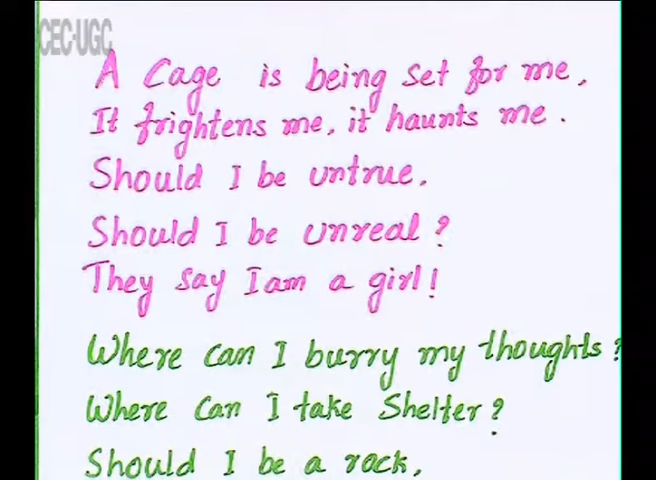 CEC-UGC
A Cage is being set for me,
It frightens me, it haunts me.
Should I be untrue,
Should I be unreal?
They say I am a girl!
Where can I burry my thoughts?
Where can I take Shelter?
Should I be a rock,